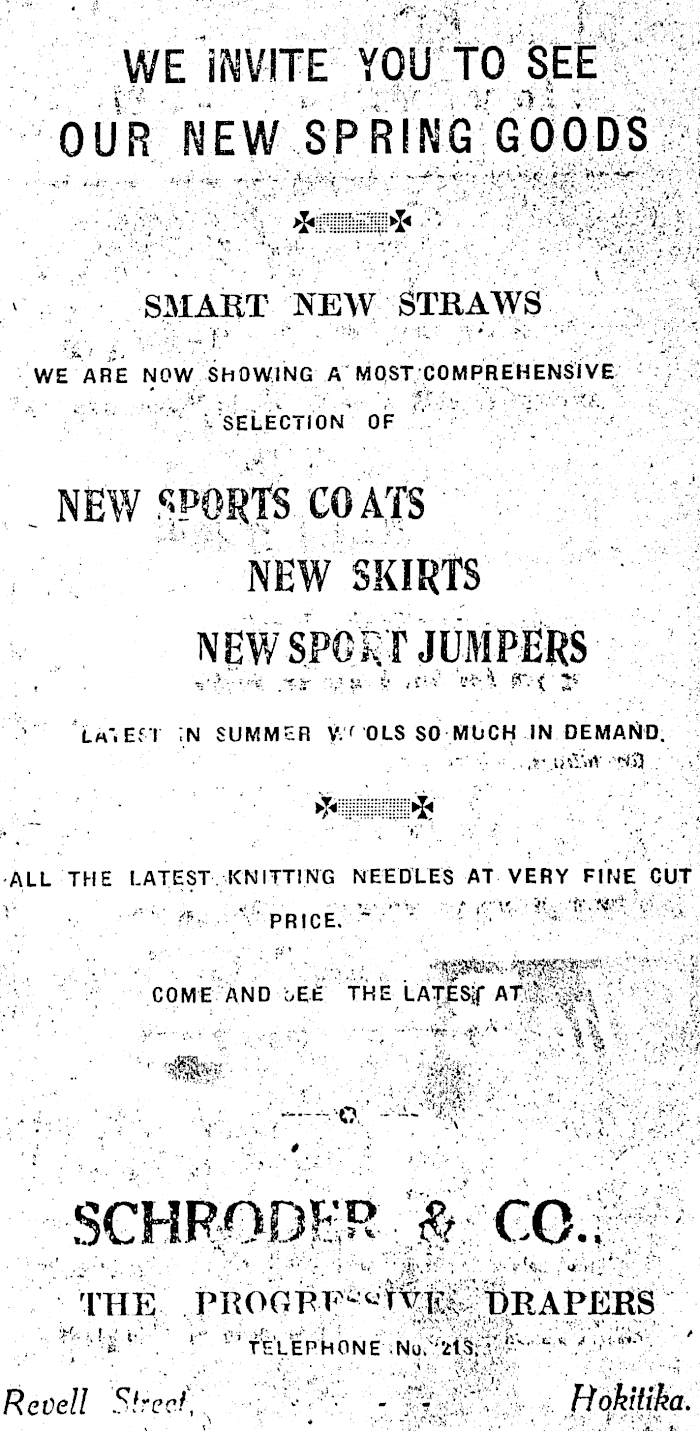 WE INVITE YOU TO SEE
OUR NEW SPRING GOODS
SMART NEW STRAWS
WE ARE NOW SHOWING A MOST COMPREHENSIVE
SELECTION OF
NEW SPORTS COATS
NEW SKIRTS
NEW SPORT JUMPERS
LATEST IN SUMMER WOOLS SO MUCH IN DEMAND.
ALL THE LATEST KNITTING NEEDLES AT VERY FINE CUT
PRICE.
COME AND SEE THE LATEST AT
SCHRODER & CO.,
THE PROGRESSIVE DRAPERS
TELEPHONE No.
Revell Street, - - Hokitika.